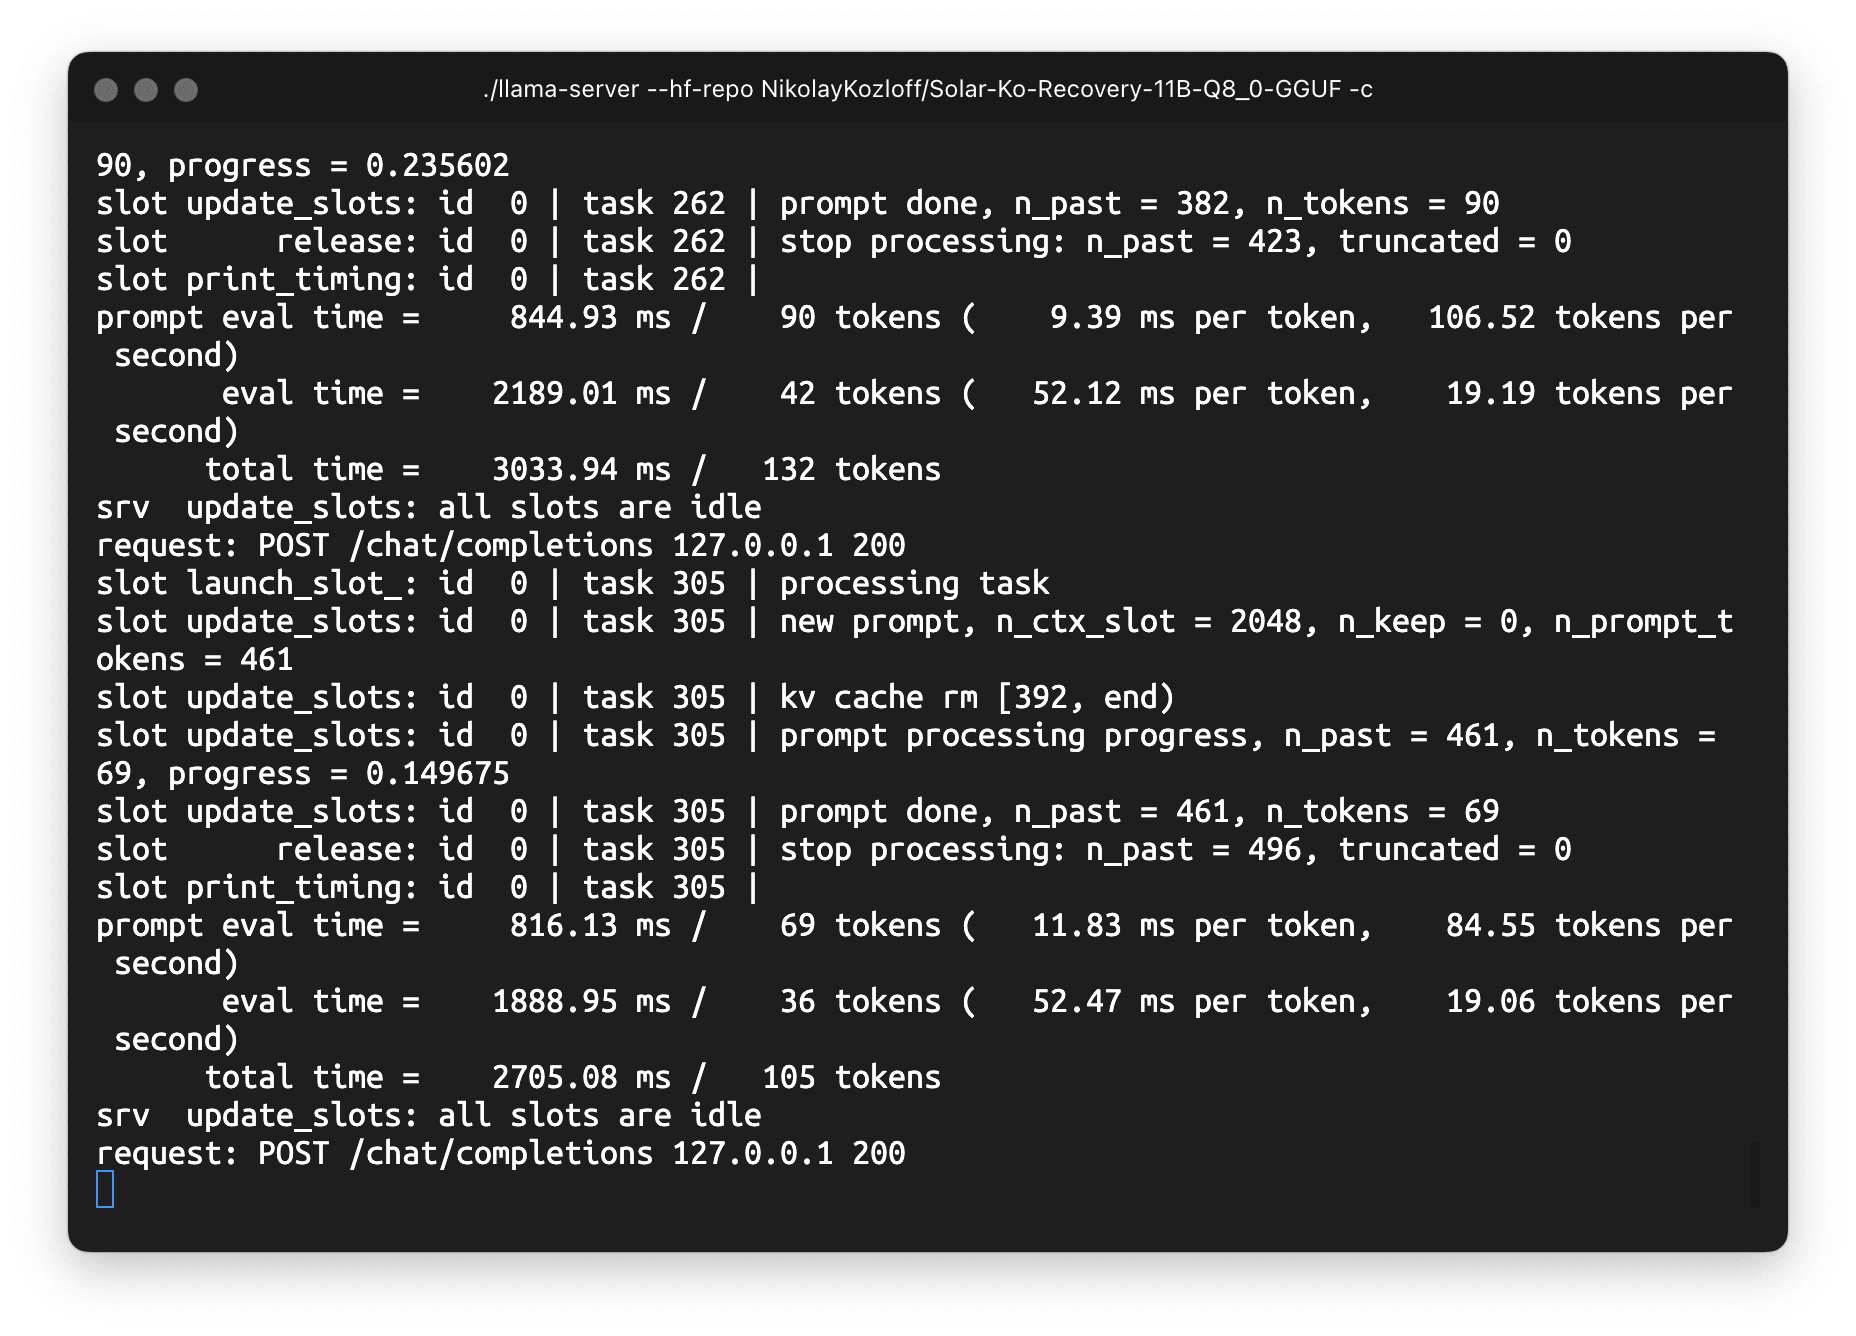 ./llama-server --hf-repo NikolayKozloff/Solar-Ko-Recovery-11B-Q8_0-GGUF -c
90, progress = 0.235602
slot update_slots: id  0 | task 262 | prompt done, n_past = 382, n_tokens = 90
slot      release: id  0 | task 262 | stop processing: n_past = 423, truncated = 0
slot print_timing: id  0 | task 262 |
prompt eval time =     844.93 ms /    90 tokens (    9.39 ms per token,   106.52 tokens per
 second)
       eval time =    2189.01 ms /    42 tokens (   52.12 ms per token,    19.19 tokens per
 second)
      total time =    3033.94 ms /   132 tokens
srv  update_slots: all slots are idle
request: POST /chat/completions 127.0.0.1 200
slot launch_slot_: id  0 | task 305 | processing task
slot update_slots: id  0 | task 305 | new prompt, n_ctx_slot = 2048, n_keep = 0, n_prompt_t
okens = 461
slot update_slots: id  0 | task 305 | kv cache rm [392, end)
slot update_slots: id  0 | task 305 | prompt processing progress, n_past = 461, n_tokens =
69, progress = 0.149675
slot update_slots: id  0 | task 305 | prompt done, n_past = 461, n_tokens = 69
slot      release: id  0 | task 305 | stop processing: n_past = 496, truncated = 0
slot print_timing: id  0 | task 305 |
prompt eval time =     816.13 ms /    69 tokens (   11.83 ms per token,    84.55 tokens per
 second)
       eval time =    1888.95 ms /    36 tokens (   52.47 ms per token,    19.06 tokens per
 second)
      total time =    2705.08 ms /   105 tokens
srv  update_slots: all slots are idle
request: POST /chat/completions 127.0.0.1 200